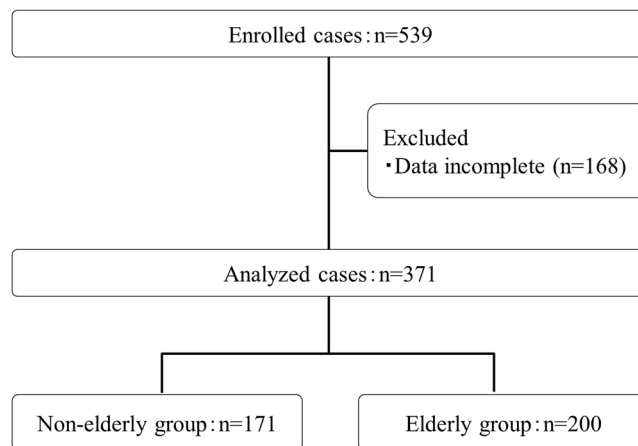 Enrolled cases:n=539
Excluded
・Data incomplete (n=168)
Analyzed cases:n=371
Non-elderly group:n=171
Elderly group:n=200